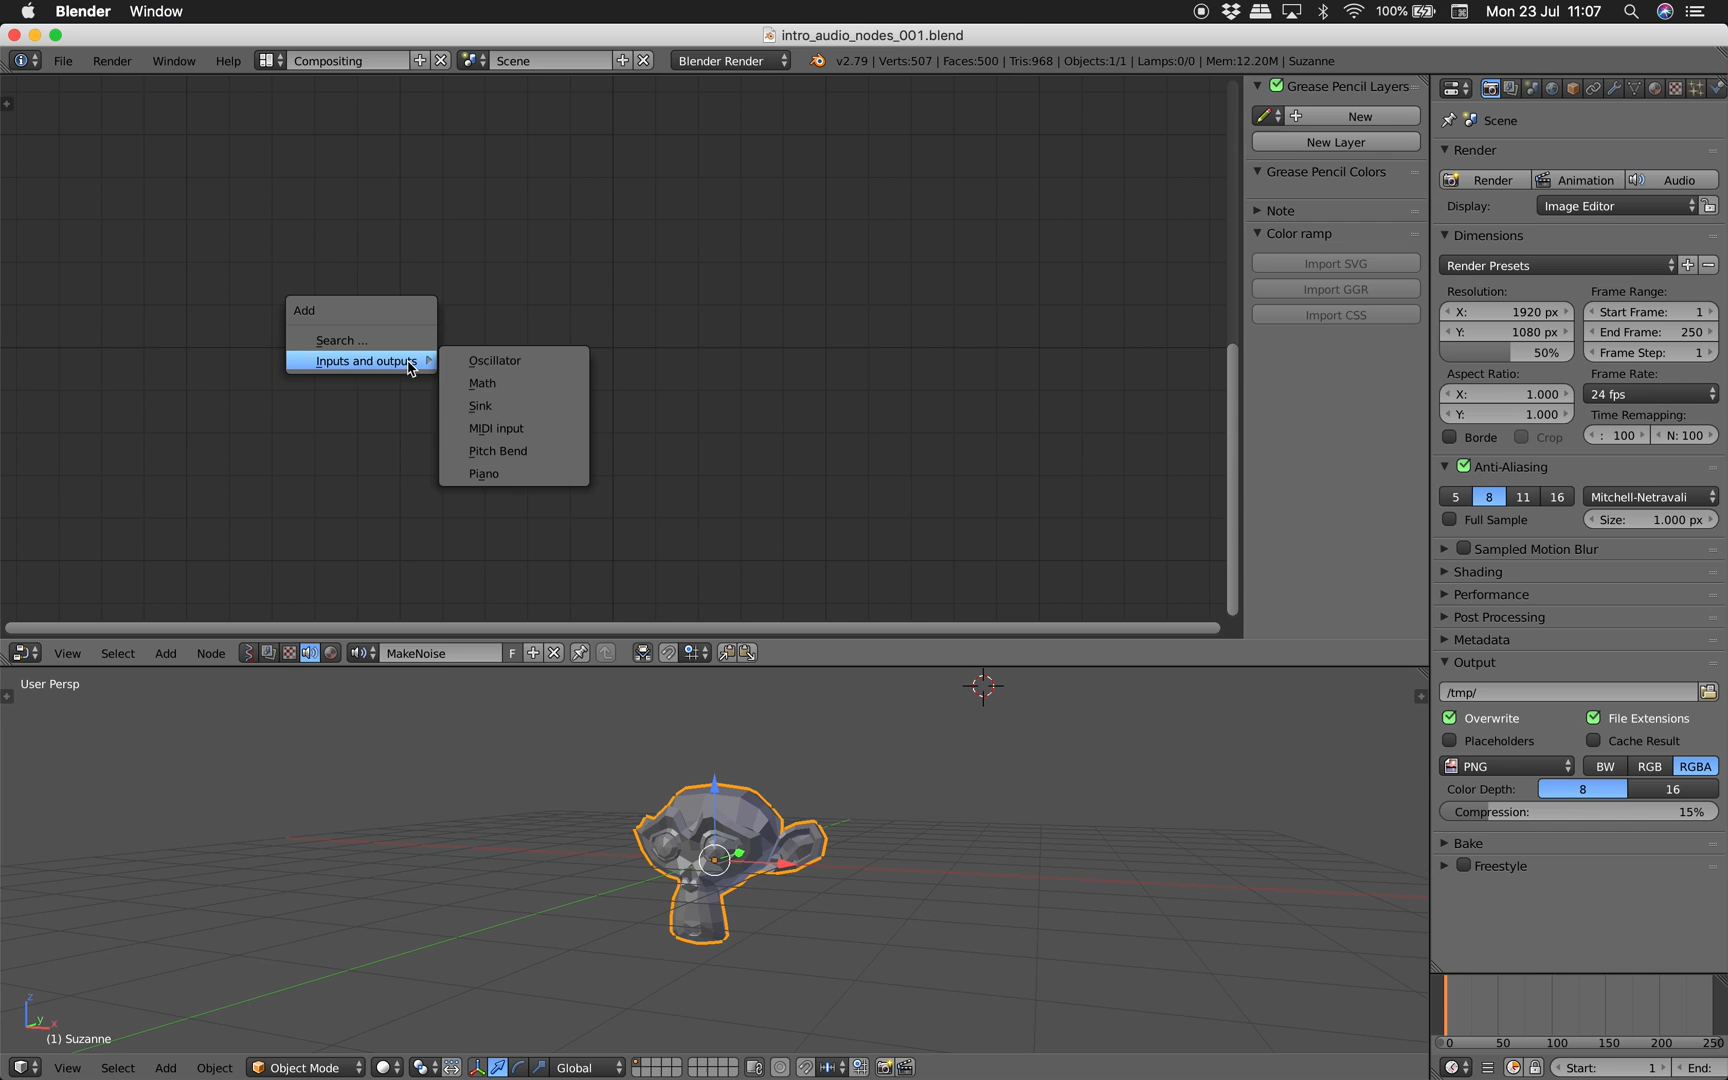 Blender Window 100% Mon 23 Jul 11:07
intro_audio_nodes_001.blend
File Render Window Help Compositing Scene Blender Render v2.79 | Verts:507 | Faces:500 | Tris:968 | Objects:1/1 | Lamps:0/0 | Mem:12.20M | Suzanne
Grease Pencil Layers
New
New Layer
Grease Pencil Colors
Note
Color ramp
Import SVG
Import GGR
Import CSS
Add
Search ...
Inputs and outputs
Oscillator
Math
Sink
MIDI input
Pitch Bend
Piano
View Select Add Node MakeNoise F
User Persp
(1) Suzanne
z
y
x
View Select Add Object Object Mode Global
Scene
Render
Render Animation Audio
Display: Image Editor
Dimensions
Render Presets
Resolution: Frame Range:
X: 1920 px Start Frame: 1
Y: 1080 px End Frame: 250
50% Frame Step: 1
Aspect Ratio: Frame Rate:
X: 1.000 24 fps
Y: 1.000 Time Remapping:
Borde Crop : 100 N: 100
Anti-Aliasing
5 8 11 16 Mitchell-Netravali
Full Sample Size: 1.000 px
Sampled Motion Blur
Shading
Performance
Post Processing
Metadata
Output
/tmp/
Overwrite File Extensions
Placeholders Cache Result
PNG BW RGB RGBA
Color Depth: 8 16
Compression: 15%
Bake
Freestyle
0 50 100 150 200 250
Start: 1 End: